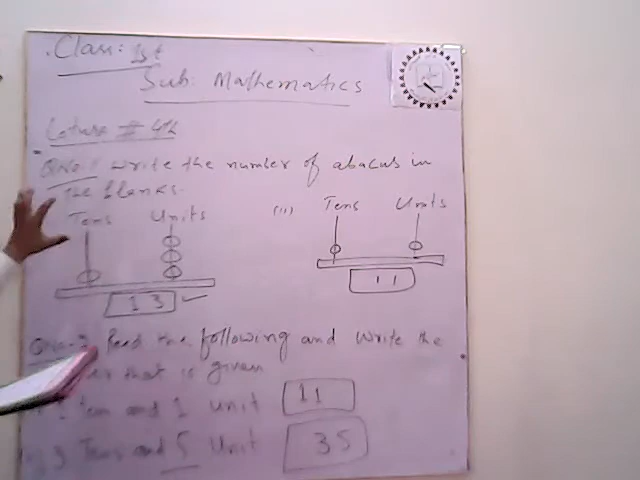 Class: 1st
Sub: Mathematics
Lecture # 42
Write the number of abacus in
the blanks.
Tens Units (ii) Tens Units
13 11
Read the following and write the
that is given
1 ten and 1 Unit 11
3 Tens and 5 Unit 35